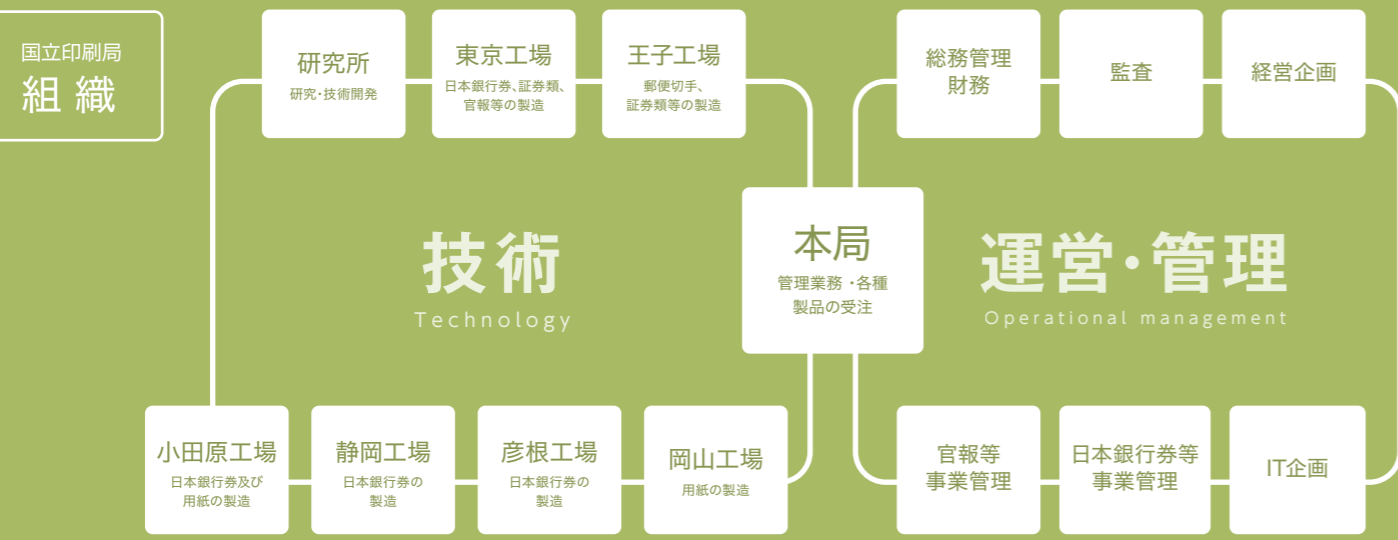 国立印刷局
組織
研究所
研究・技術開発
東京工場
日本銀行券、証券類、
官報等の製造
王子工場
郵便切手、
証券類等の製造
総務管理
財務
監査
経営企画
技術
Technology
本局
管理業務・各種
製品の受注
運営・管理
Operational management
小田原工場
日本銀行券及び
用紙の製造
静岡工場
日本銀行券の
製造
彦根工場
日本銀行券の
製造
岡山工場
用紙の製造
官報等
事業管理
日本銀行券等
事業管理
IT企画